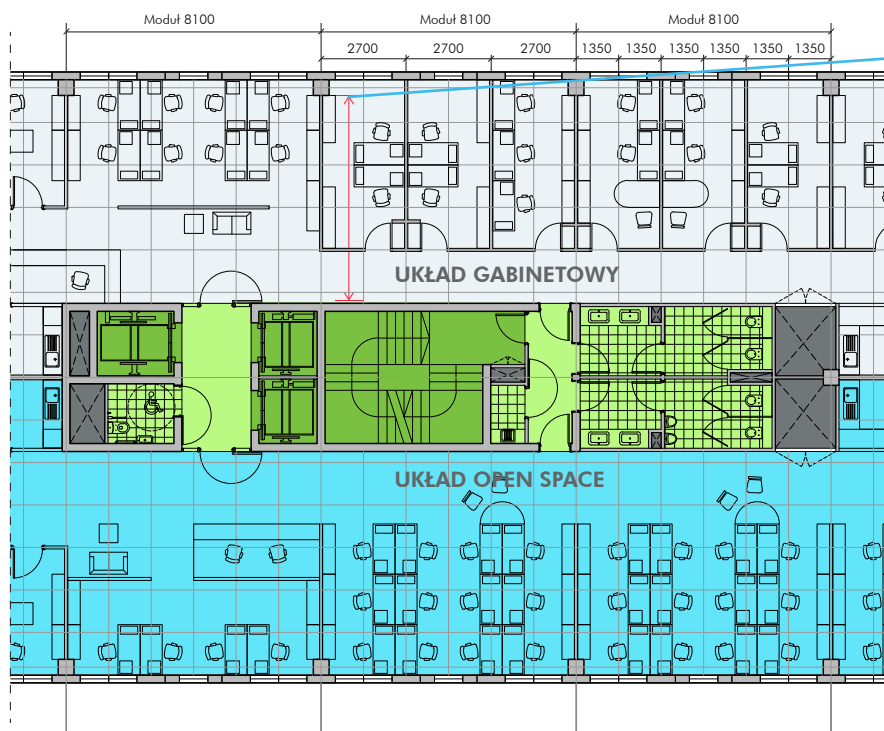 Moduł 8100 Moduł 8100 Moduł 8100
2700 2700 2700 1350 1350 1350 1350 1350 1350
UKŁAD GABINETOWY
UKŁAD OPEN SPACE